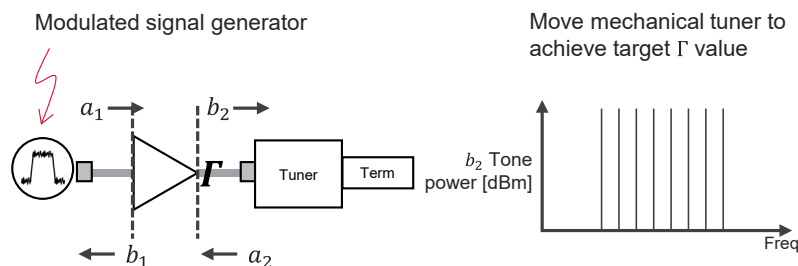 Modulated signal generator
Move mechanical tuner to
achieve target Γ value
a₁
b₂
Γ
Tuner
Term
b₁
a₂
b₂ Tone
power [dBm]
Freq